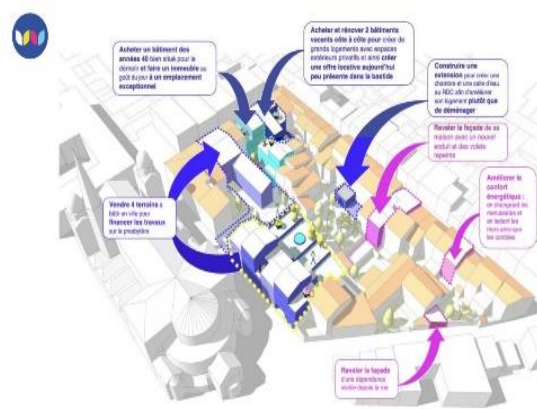 Acheter un bâtiment des
années 40 bien situé pour le
démolir et faire un immeuble au
goût du jour à un emplacement
exceptionnel
Acheter et rénover 2 bâtiments
vacants côte à côte pour créer de
grands logements avec espaces
extérieurs privatifs et ainsi créer
une offre locative aujourd'hui
peu présente dans la bastide
Construire une
extension pour créer une
chambre et une salle d'eau
au RDC afin d'améliorer
son logement plutôt que
de déménager
Ravaler la façade de sa
maison avec un nouvel
enduit et des volets
repeints
Améliorer le
confort
énergétique :
en changeant les
menuiseries et
en isolant les
murs ainsi que
les combles
Vendre 4 terrains à
bâtir en ville pour
financer les travaux
sur le presbytère
Ravaler la façade
d'une dépendance
visible depuis la rue